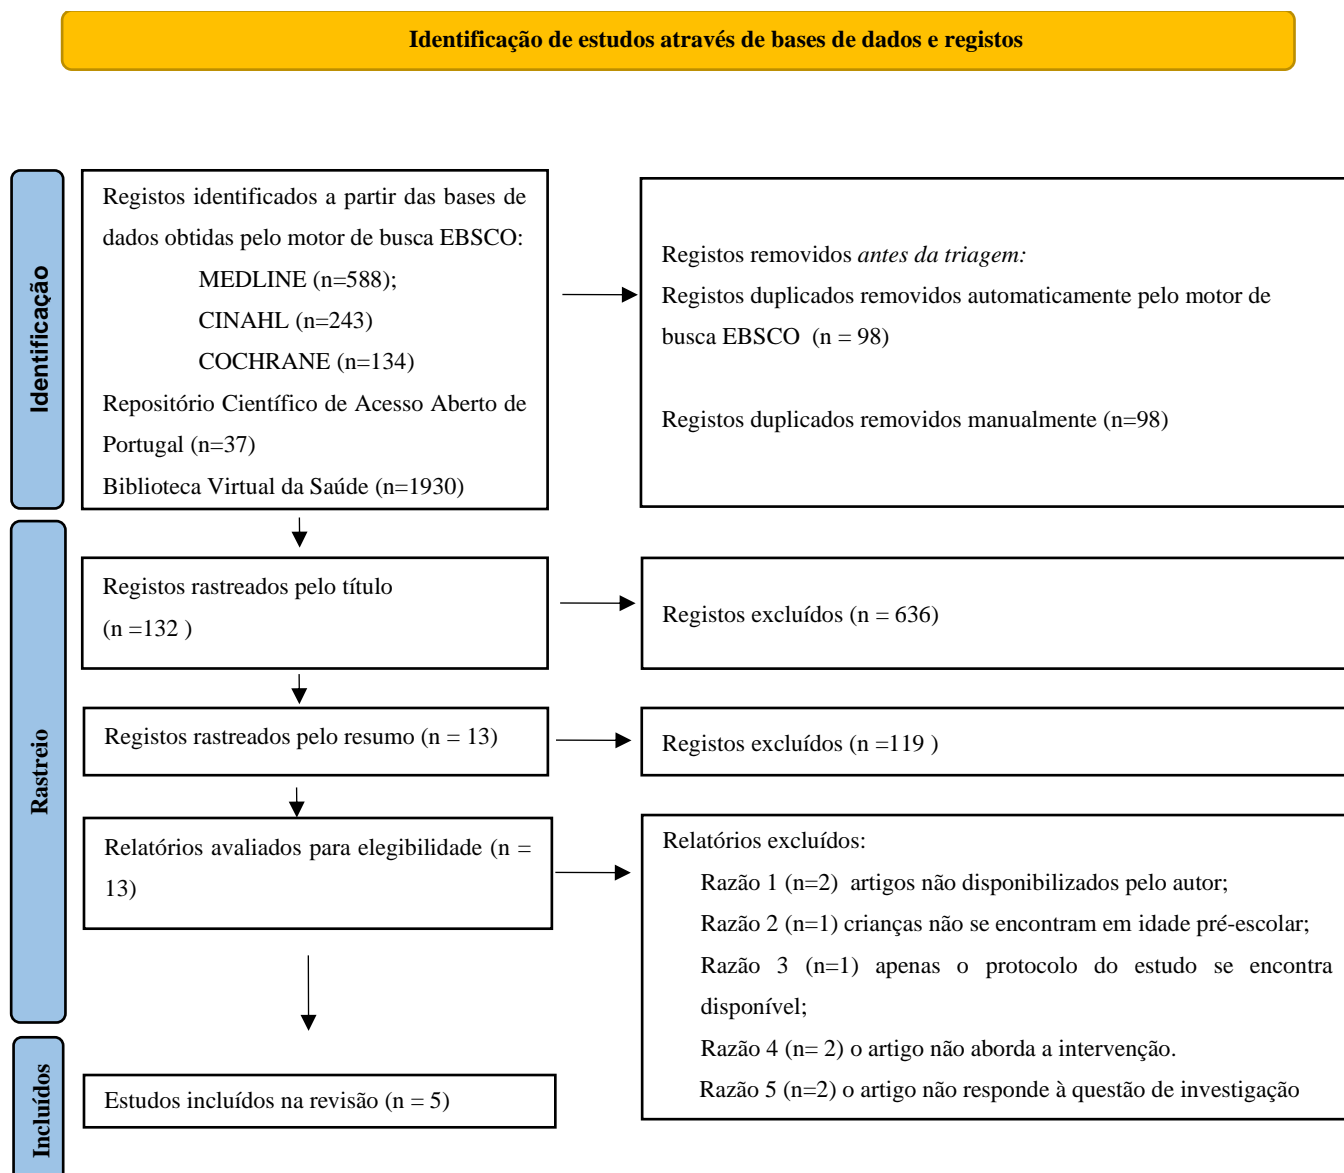 Identificação de estudos através de bases de dados e registos
Identificação
Registos identificados a partir das bases de
dados obtidas pelo motor de busca EBSCO:
MEDLINE (n=588);
CINAHL (n=243)
COCHRANE (n=134)
Repositório Científico de Acesso Aberto de
Portugal (n=37)
Biblioteca Virtual da Saúde (n=1930)
Registos removidos antes da triagem:
Registos duplicados removidos automaticamente pelo motor de
busca EBSCO (n = 98)
Registos duplicados removidos manualmente (n=98)
Rastreio
Registos rastreados pelo título
(n =132 )
Registos excluídos (n = 636)
Registos rastreados pelo resumo (n = 13)
Registos excluídos (n =119 )
Relatórios avaliados para elegibilidade (n =
13)
Relatórios excluídos:
Razão 1 (n=2) artigos não disponibilizados pelo autor;
Razão 2 (n=1) crianças não se encontram em idade pré-escolar;
Razão 3 (n=1) apenas o protocolo do estudo se encontra
disponível;
Razão 4 (n= 2) o artigo não aborda a intervenção.
Razão 5 (n=2) o artigo não responde à questão de investigação
Incluídos
Estudos incluídos na revisão (n = 5)